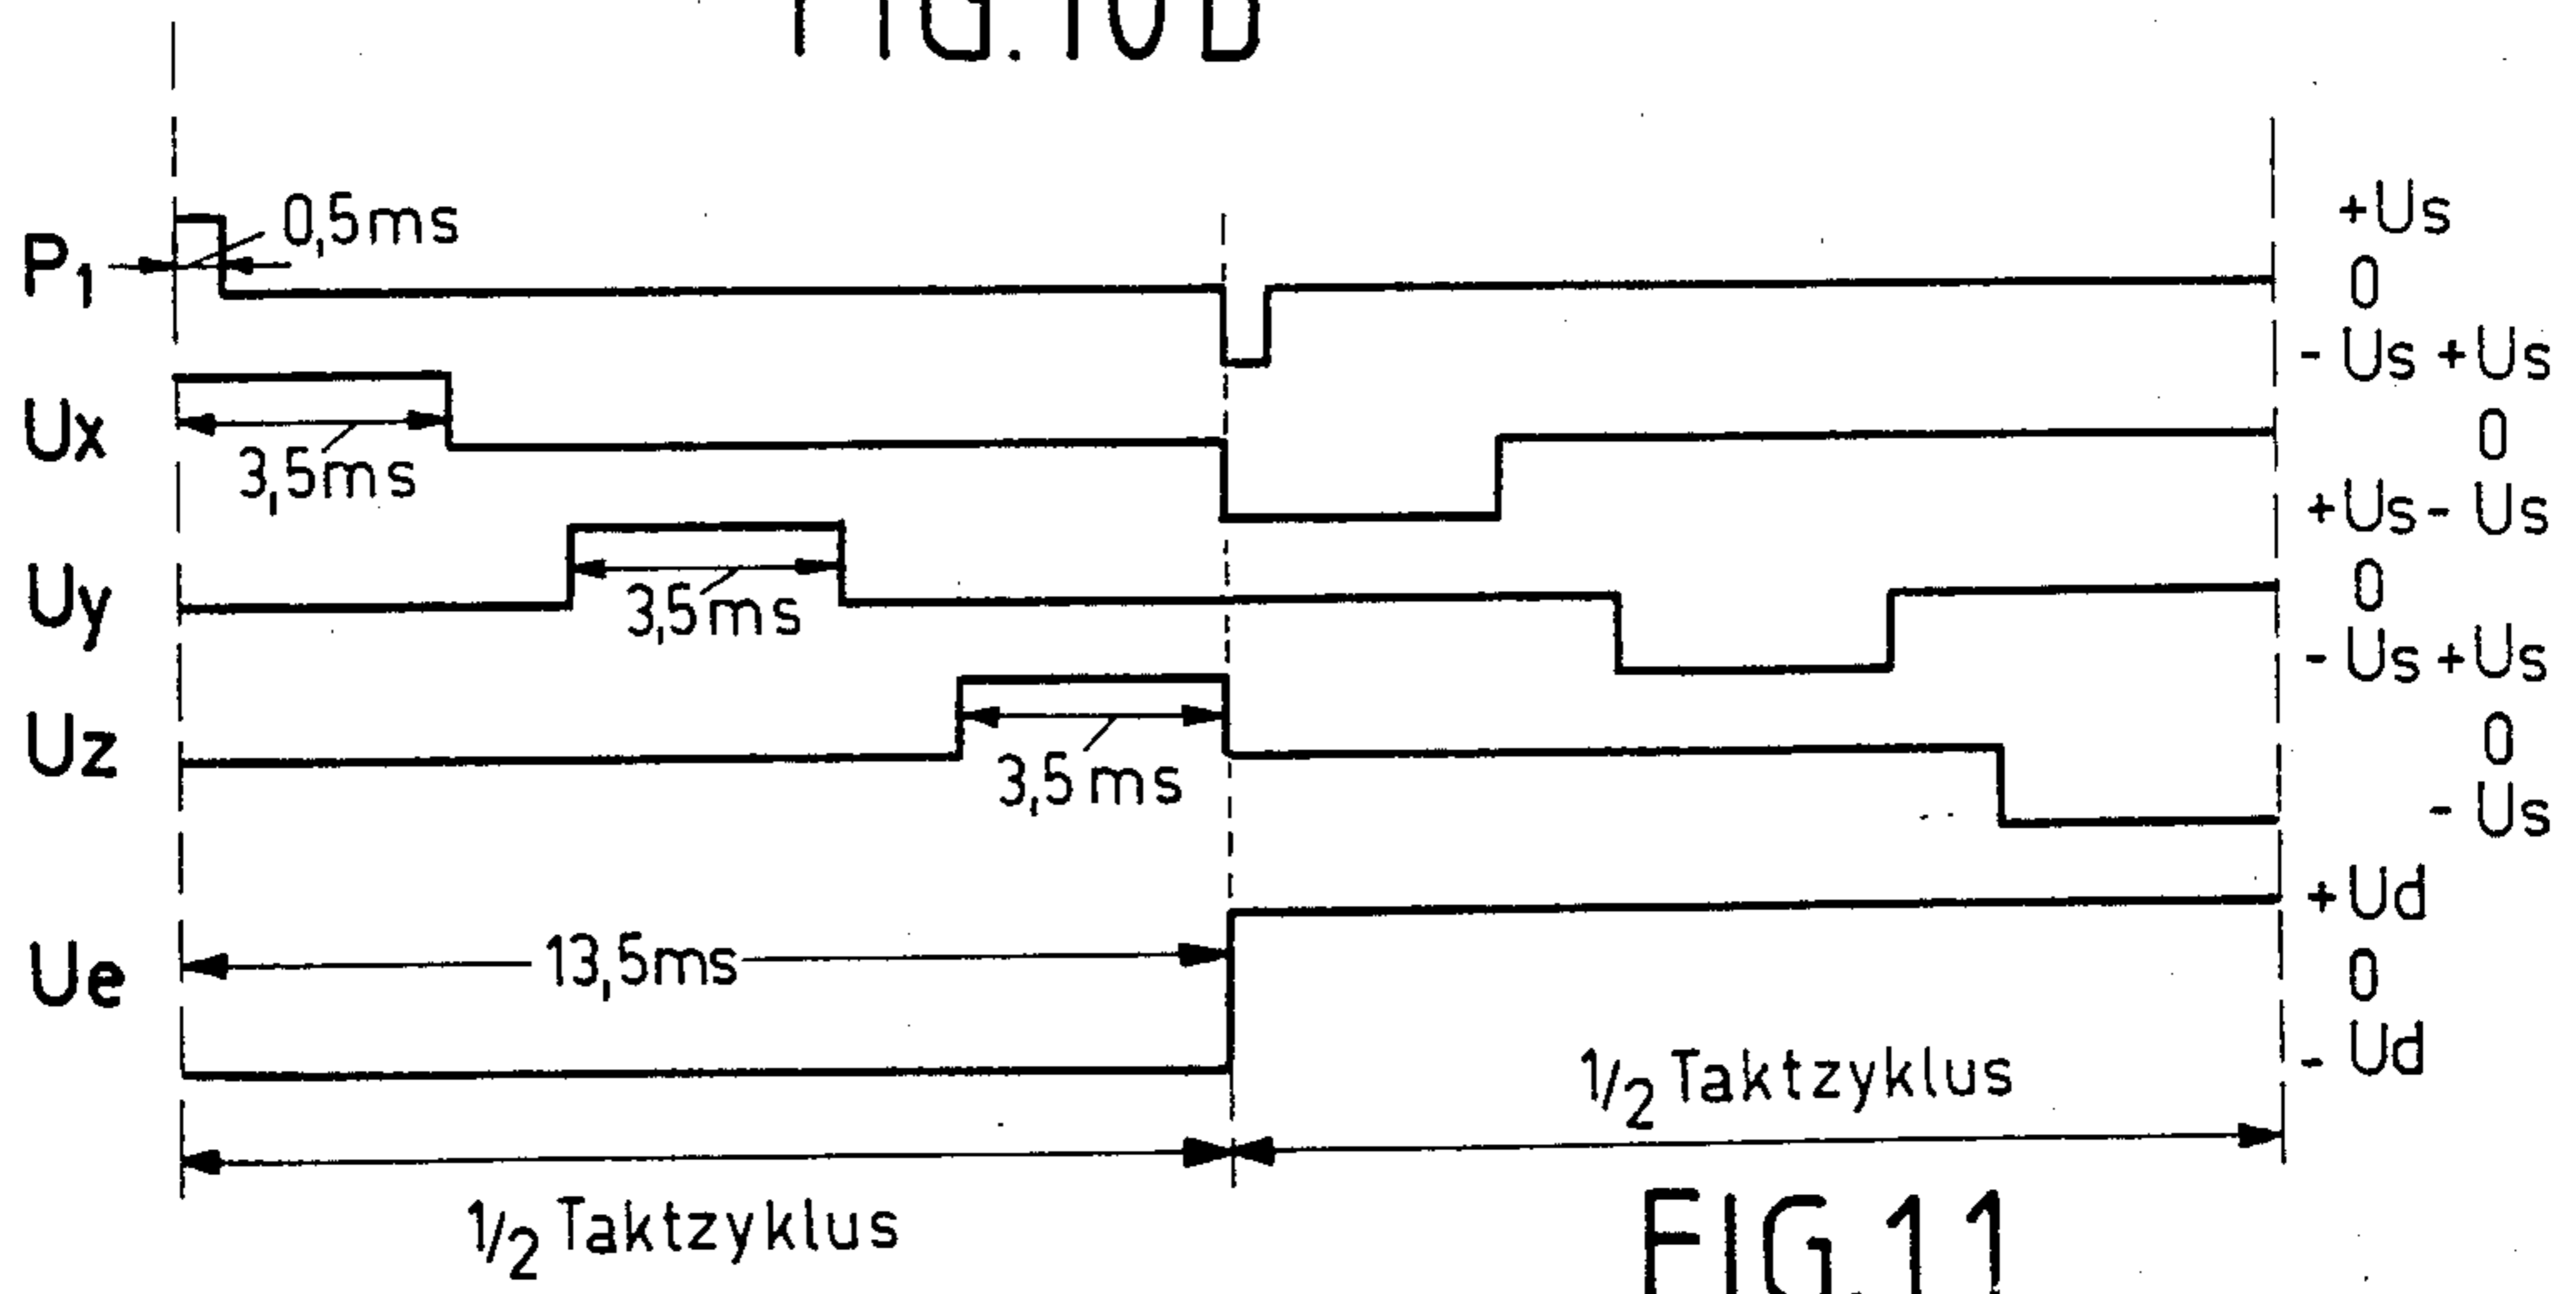 FIG. 10 B
P1 0,5ms +Us
0
- Us +Us
Ux 3,5ms 0
+Us - Us
Uy 3,5ms 0
- Us +Us
Uz 3,5ms 0
- Us
+Ud
Ue 13,5ms 0
- Ud
1/2 Taktzyklus
1/2 Taktzyklus
FIG.11